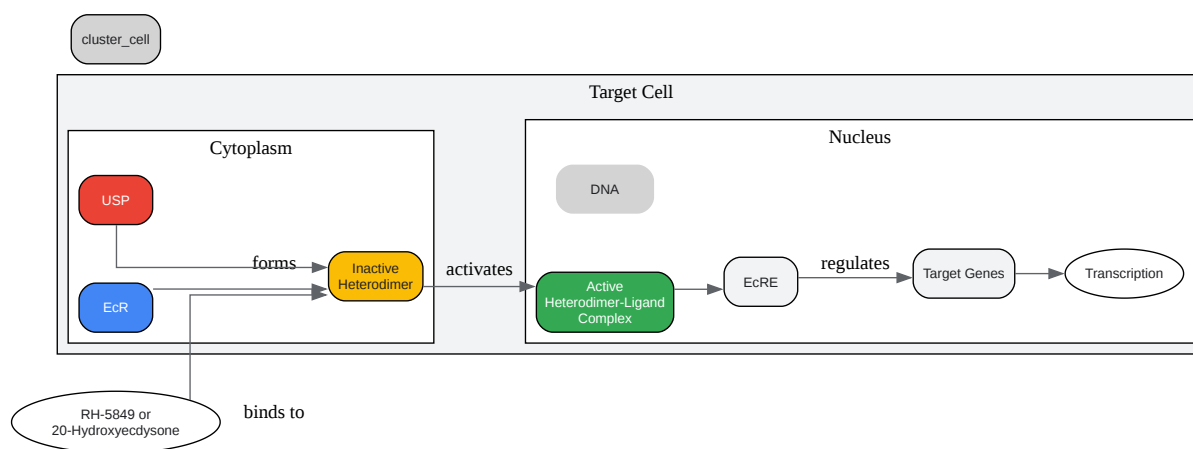 cluster_cell
Target Cell
Cytoplasm
Nucleus
USP
DNA
forms
Inactive
Heterodimer
activates
EcR
Active
Heterodimer-Ligand
Complex
EcRE
regulates
Target Genes
Transcription
RH-5849 or
20-Hydroxyecdysone
binds to